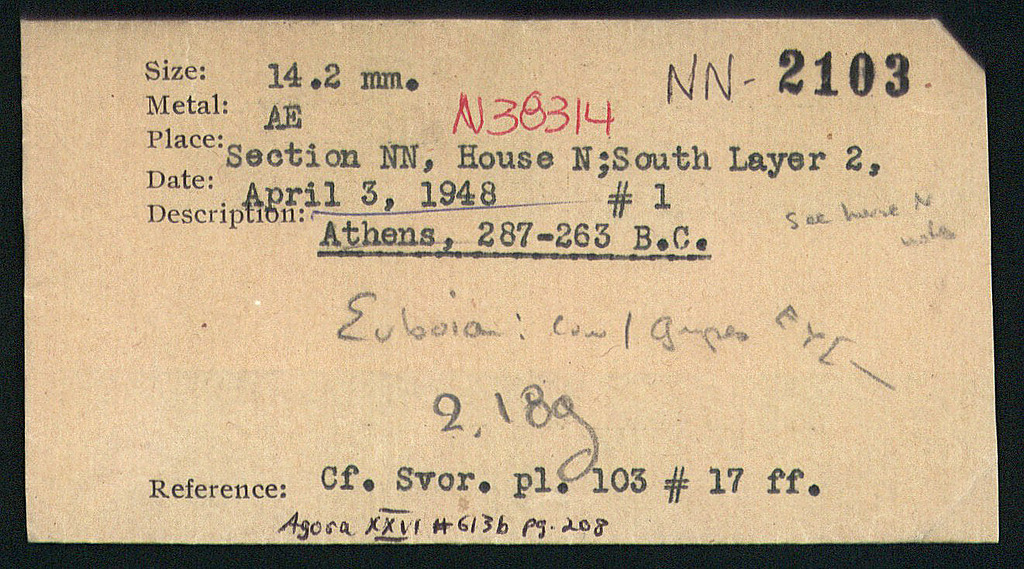 Size: 14.2 mm.
NN- 2103
Metal: AE
N38314
Place: Section NN, House N;South Layer 2,
Date: April 3, 1948 # 1
See house N
Description: Athens, 287-263 B.C.
Euboia: cow / Grapes
2.18g
Reference: Cf. Svor. pl. 103 # 17 ff.
Agora XXVI #613b pg. 208